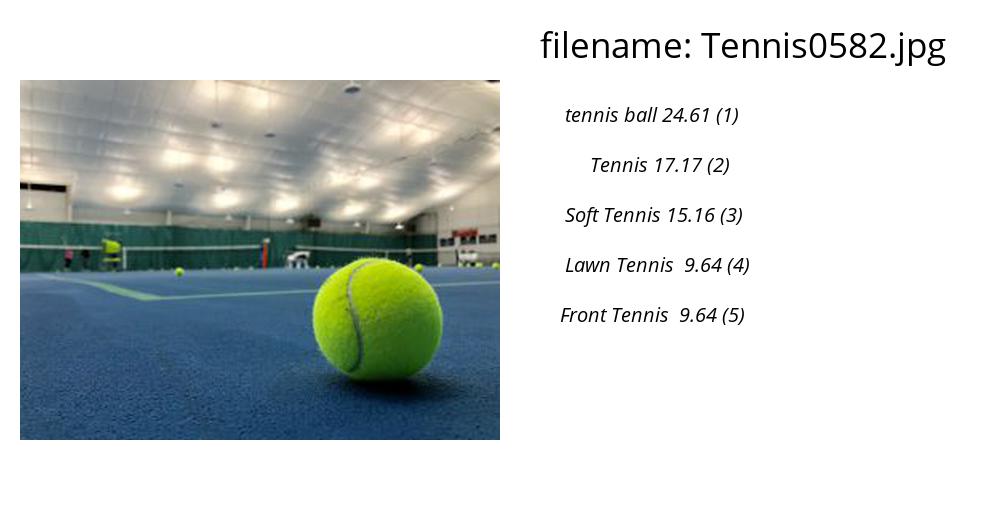 filename: Tennis0582.jpg
tennis ball 24.61 (1)
Tennis 17.17 (2)
Soft Tennis 15.16 (3)
Lawn Tennis  9.64 (4)
Front Tennis  9.64 (5)